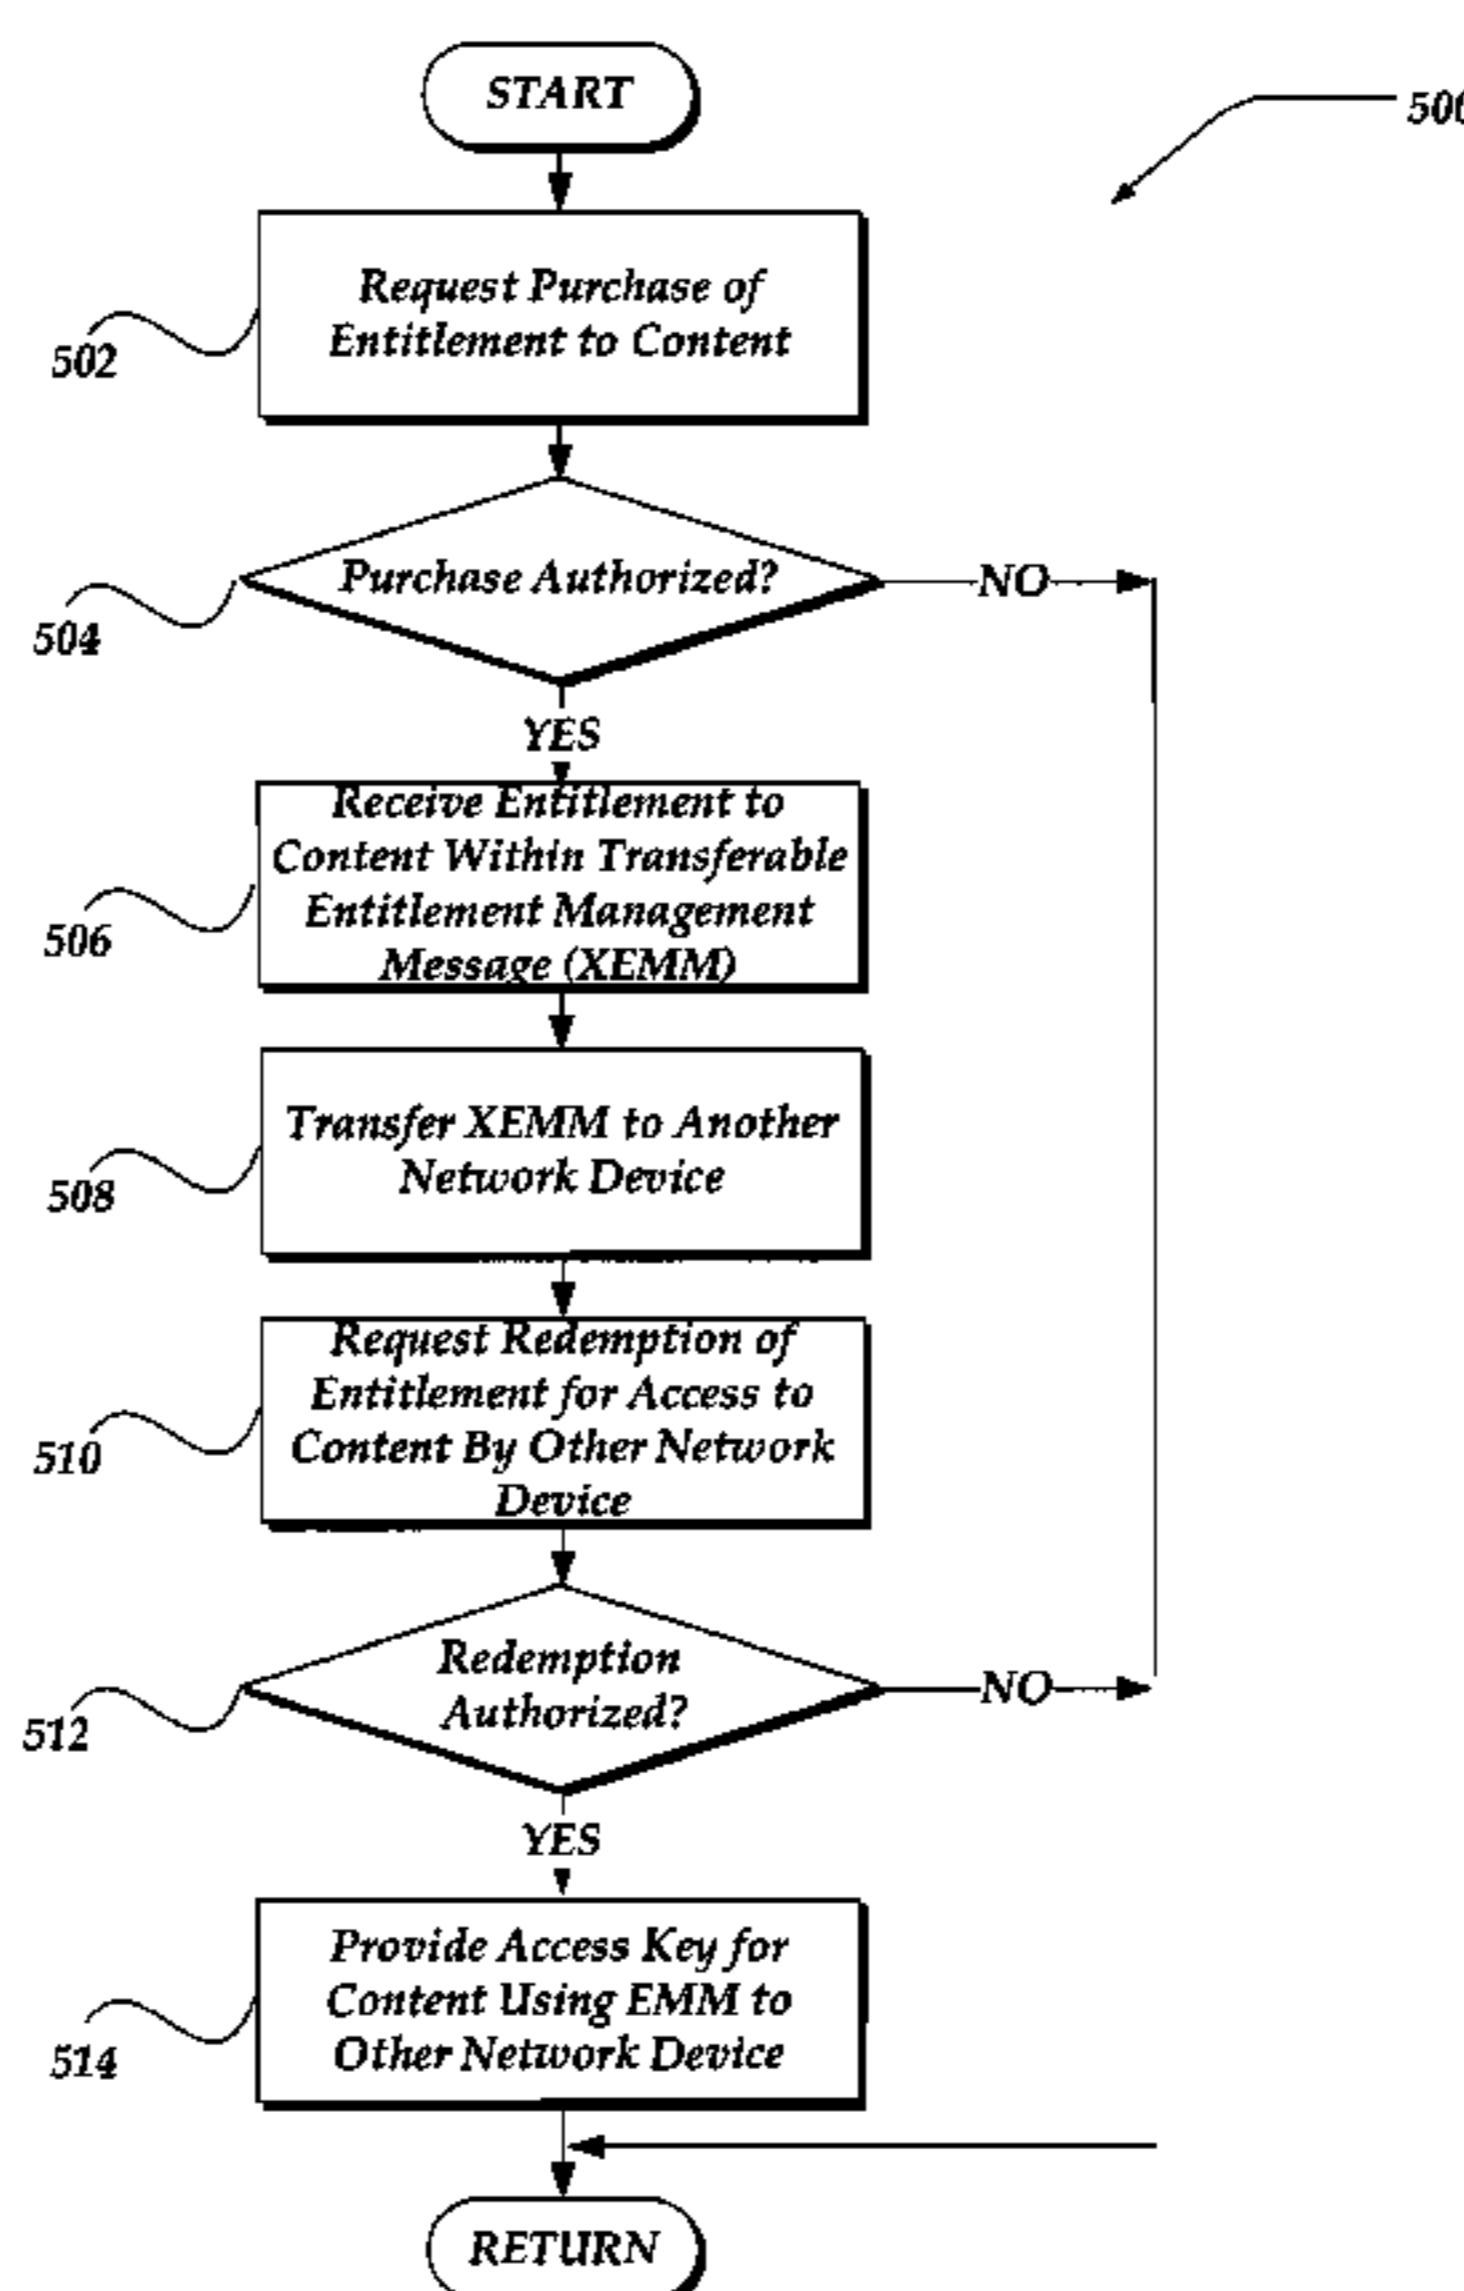 START
500
Request Purchase of
Entitlement to Content
502
Purchase Authorized?
NO
504
YES
Receive Entitlement to
Content Within Transferable
Entitlement Management
Message (XEMM)
506
Transfer XEMM to Another
Network Device
508
Request Redemption of
Entitlement for Access to
Content By Other Network
Device
510
Redemption
Authorized?
NO
512
YES
Provide Access Key for
Content Using EMM to
Other Network Device
514
RETURN